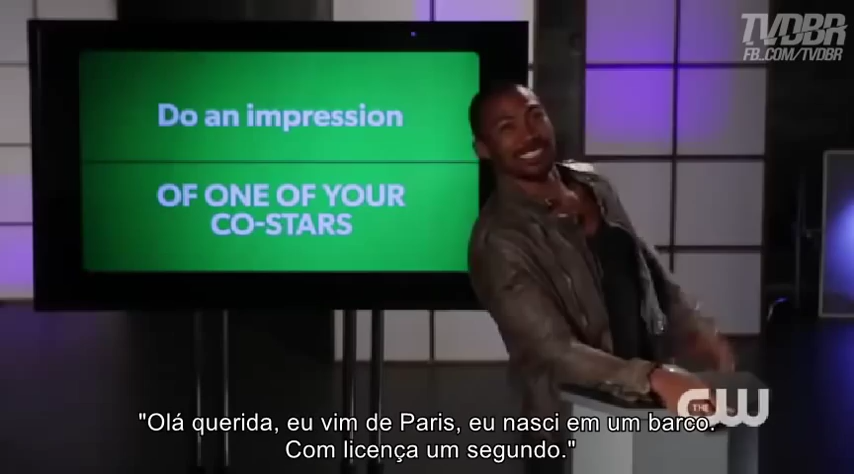 TVDBR
FB.COM/TVDBR
Do an impression
OF ONE OF YOUR
CO-STARS
THE CW
"Olá querida, eu vim de Paris, eu nasci em um barco.
Com licença um segundo."